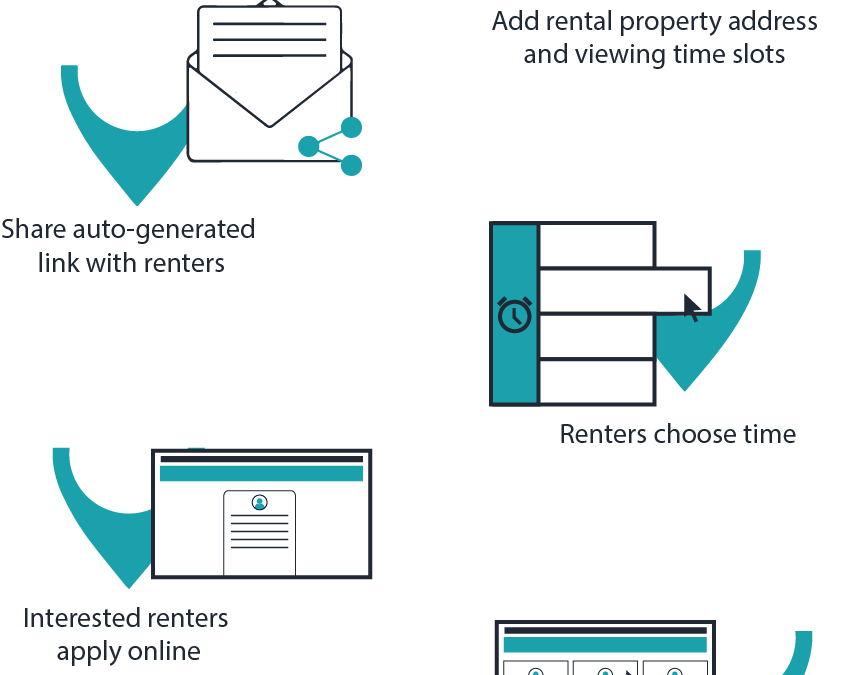 Add rental property address
and viewing time slots
Share auto-generated
link with renters
Renters choose time
Interested renters
apply online